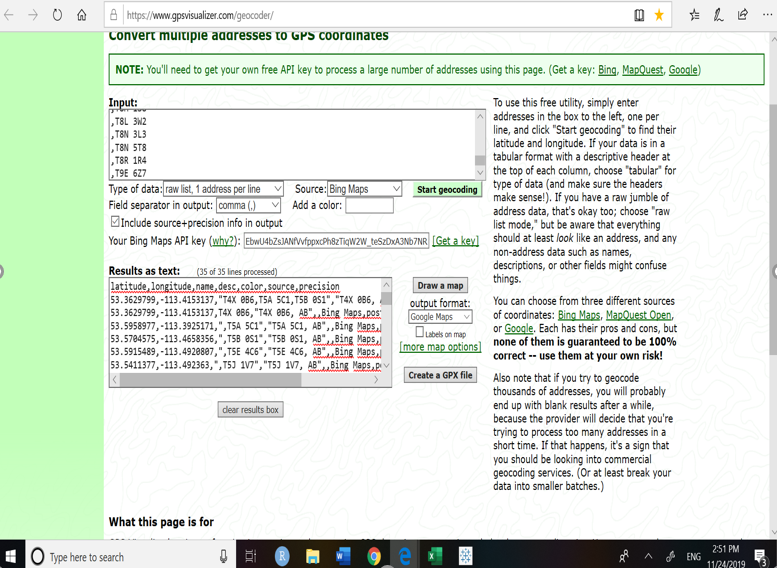 https://www.gpsvisualizer.com/geocoder/
Convert multiple addresses to GPS coordinates
NOTE: You'll need to get your own free API key to process a large number of addresses using this page. (Get a key: Bing, MapQuest, Google)
Input:
,T8L 3W2
,T8N 3L3
,T8N 5T8
,T8R 1R4
,T9E 6Z7
Type of data: raw list, 1 address per line Source: Bing Maps Start geocoding
Field separator in output: comma (,) Add a color:
Include source+precision info in output
Your Bing Maps API key (why?): [Get a key]
Results as text: (35 of 35 lines processed)
latitude,longitude,name,desc,color,source,precision
53.3629799,-113.4153137,"T4X 0B6,T5A 5C1,T5B 0S1","T4X 0B6,
53.3629799,-113.4153137,T4X 0B6,"T4X 0B6, AB",,Bing Maps,pos
53.5958977,-113.3925171,",T5A 5C1","T5A 5C1, AB",,Bing Maps,
53.5704575,-113.4658356,",T5B 0S1","T5B 0S1, AB",,Bing Maps,
53.5915489,-113.4920807,",T5E 4C6","T5E 4C6, AB",,Bing Maps,
53.5411377,-113.492363,",T5J 1V7","T5J 1V7, AB",,Bing Maps,p
Draw a map
output format:
Google Maps
Labels on map
[more map options]
Create a GPX file
clear results box
To use this free utility, simply enter
addresses in the box to the left, one per
line, and click "Start geocoding" to find their
latitude and longitude. If your data is in a
tabular format with a descriptive header at
the top of each column, choose "tabular" for
type of data (and make sure the headers
make sense!). If you have a raw jumble of
address data, that's okay too; choose "raw
list mode," but be aware that everything
should at least look like an address, and any
non-address data such as names,
descriptions, or other fields might confuse
things.
You can choose from three different sources
of coordinates: Bing Maps, MapQuest Open,
or Google. Each has their pros and cons, but
none of them is guaranteed to be 100%
correct -- use them at your own risk!
Also note that if you try to geocode
thousands of addresses, you will probably
end up with blank results after a while,
because the provider will decide that you're
trying to process too many addresses in a
short time. If that happens, it's a sign that
you should be looking into commercial
geocoding services. (Or at least break your
data into smaller batches.)
What this page is for
Type here to search
ENG
2:51 PM
11/24/2019
3